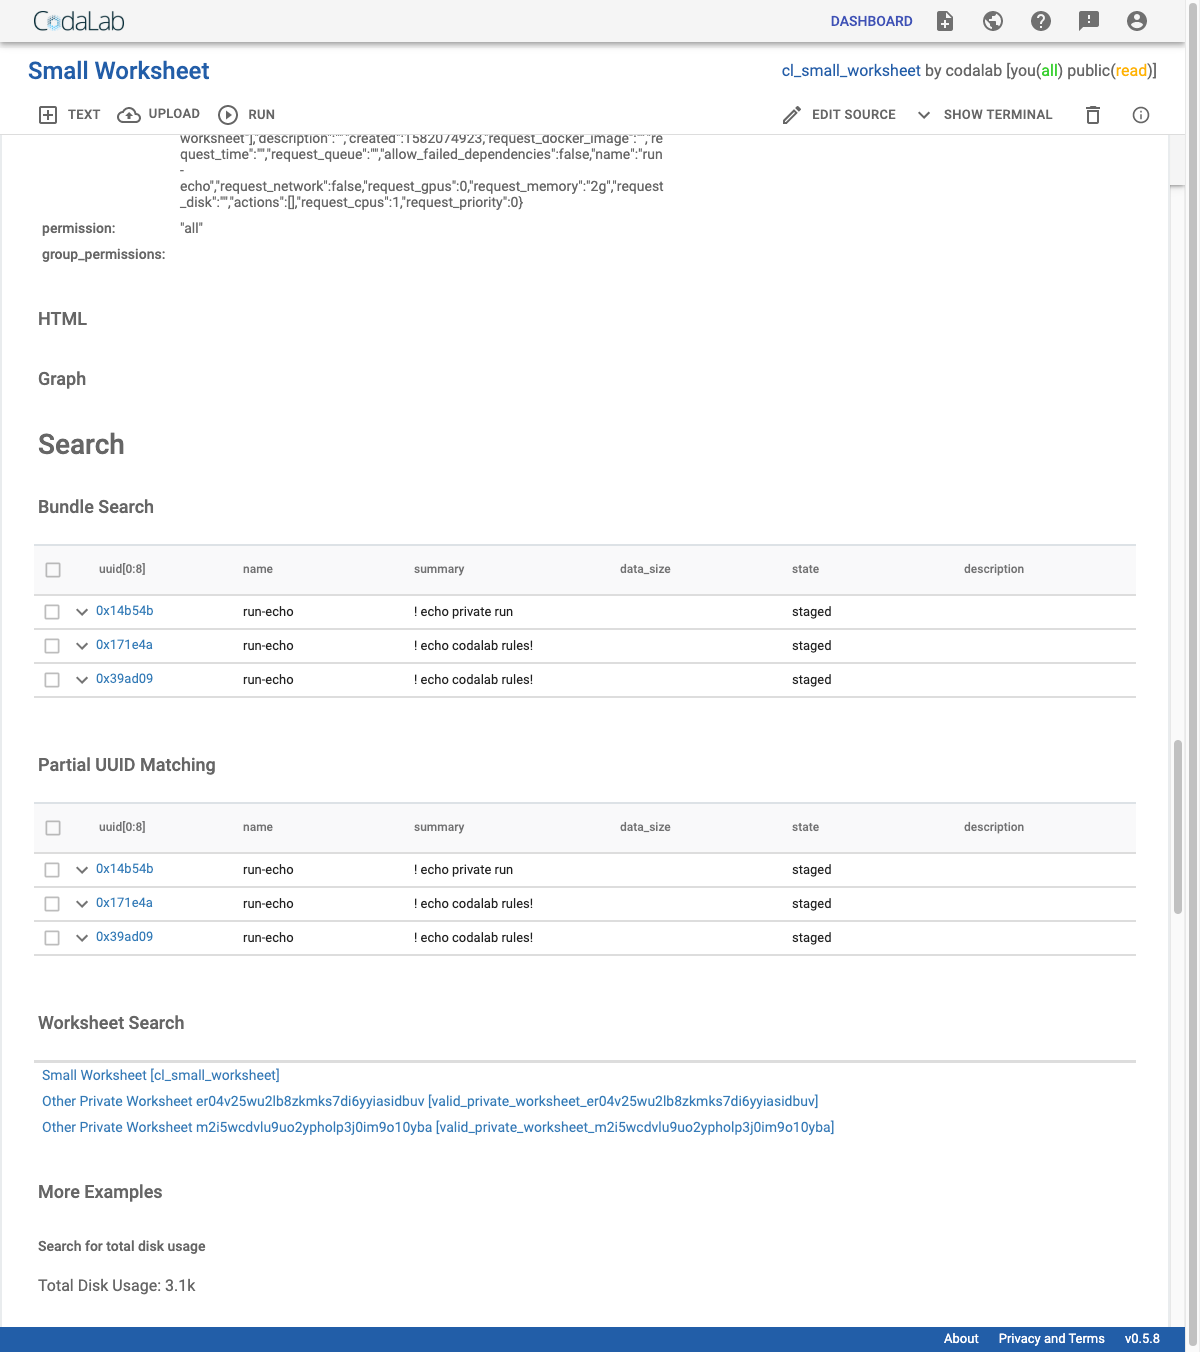 CodaLab
DASHBOARD
Small Worksheet
cl_small_worksheet by codalab [you(all) public(read)]
TEXT UPLOAD RUN
EDIT SOURCE SHOW TERMINAL
worksheet"],"description":"","created":1582074923,"request_docker_image":"","re
quest_time":"","request_queue":"","allow_failed_dependencies":false,"name":"run
-
echo","request_network":false,"request_gpus":0,"request_memory":"2g","request
_disk":"","actions":[],"request_cpus":1,"request_priority":0}
permission: "all"
group_permissions:
HTML
Graph
Search
Bundle Search
uuid[0:8] name summary data_size state description
0x14b54b run-echo ! echo private run staged
0x171e4a run-echo ! echo codalab rules! staged
0x39ad09 run-echo ! echo codalab rules! staged
Partial UUID Matching
uuid[0:8] name summary data_size state description
0x14b54b run-echo ! echo private run staged
0x171e4a run-echo ! echo codalab rules! staged
0x39ad09 run-echo ! echo codalab rules! staged
Worksheet Search
Small Worksheet [cl_small_worksheet]
Other Private Worksheet er04v25wu2lb8zkmks7di6yyiasidbuv [valid_private_worksheet_er04v25wu2lb8zkmks7di6yyiasidbuv]
Other Private Worksheet m2i5wcdvlu9uo2ypholp3j0im9o10yba [valid_private_worksheet_m2i5wcdvlu9uo2ypholp3j0im9o10yba]
More Examples
Search for total disk usage
Total Disk Usage: 3.1k
About Privacy and Terms v0.5.8